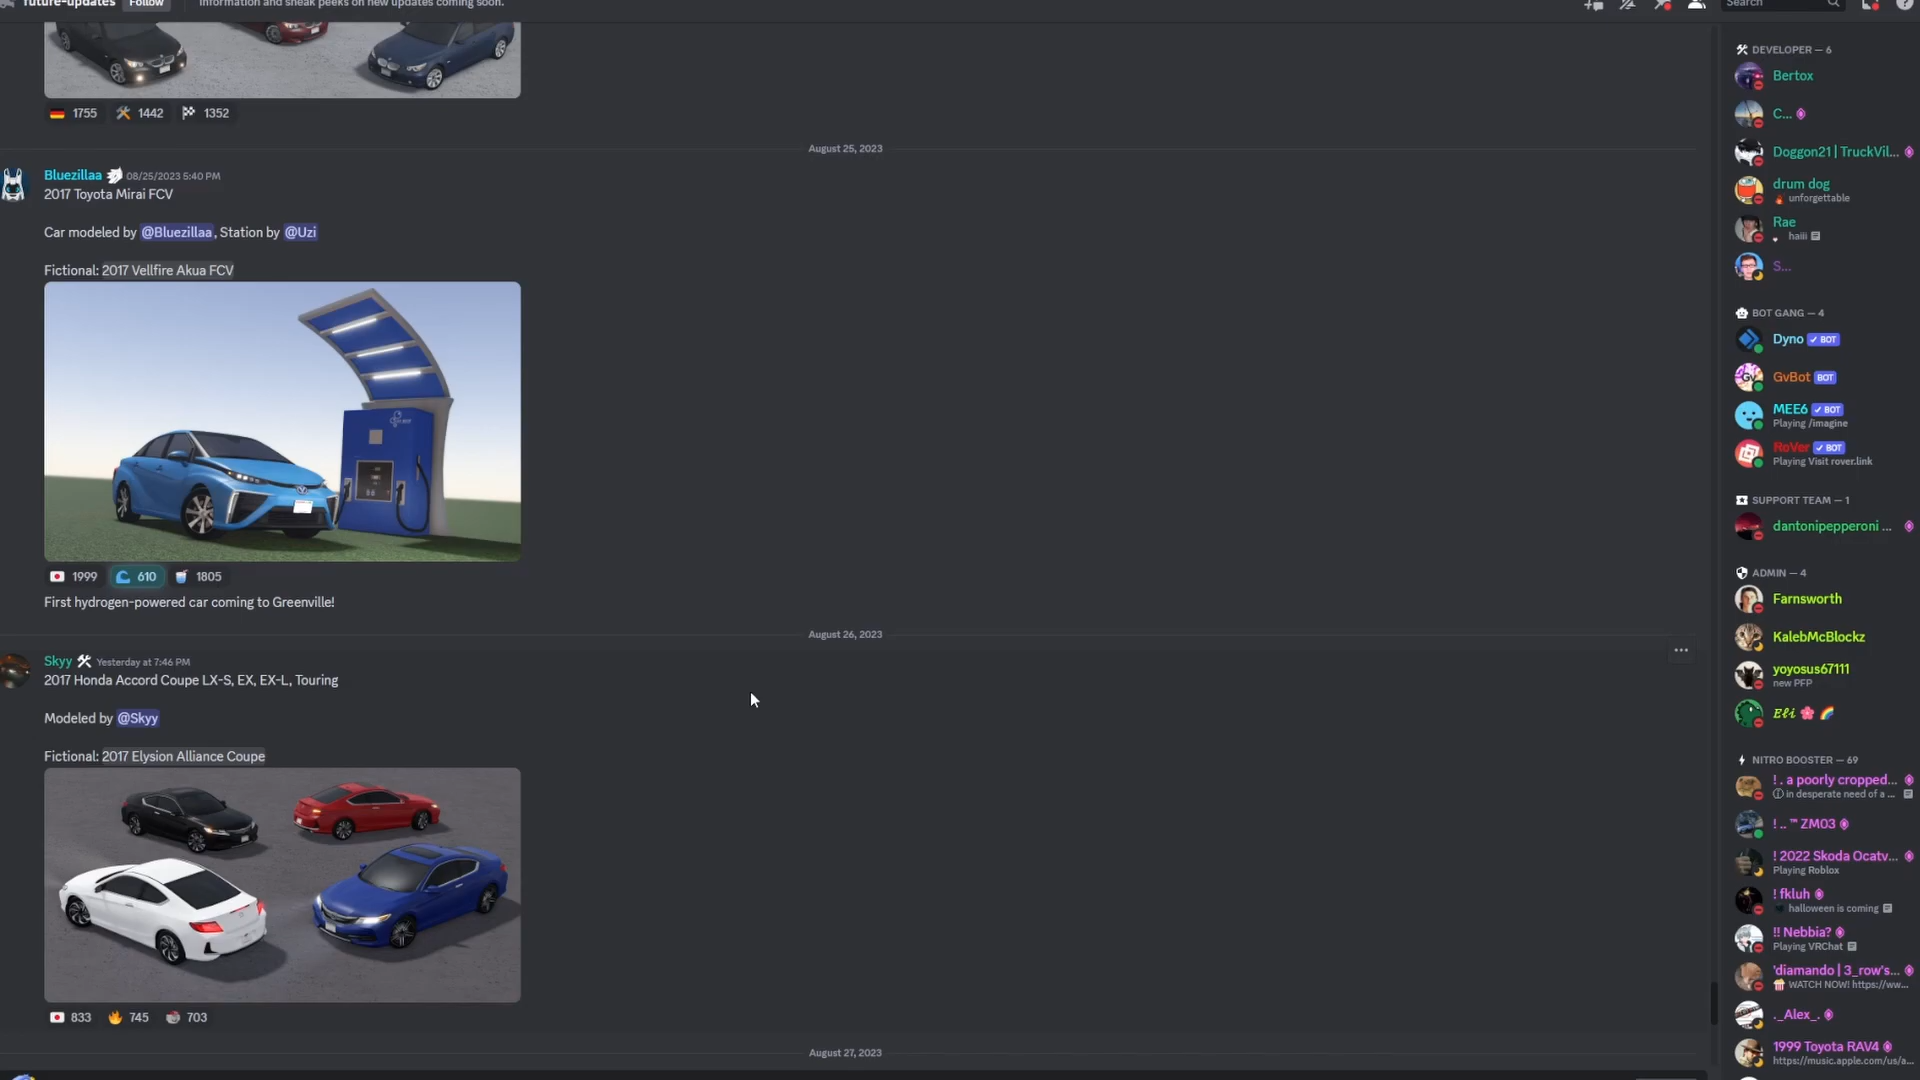 future-updates
Follow
Information and sneak peeks on new updates coming soon.
Search
1755
1442
1352
August 25, 2023
Bluezillaa 08/25/2023 5:40 PM
2017 Toyota Mirai FCV
Car modeled by @Bluezillaa, Station by @Uzi
Fictional: 2017 Vellfire Akua FCV
1999
610
1805
First hydrogen-powered car coming to Greenville!
August 26, 2023
Skyy Yesterday at 7:46 PM
2017 Honda Accord Coupe LX-S, EX, EX-L, Touring
Modeled by @Skyy
Fictional: 2017 Elysion Alliance Coupe
833
745
703
August 27, 2023
DEVELOPER — 6
Bertox
C...
Doggon21 | TruckVil...
drum dog
unforgettable
Rae
haiii
S...
BOT GANG — 4
Dyno BOT
GvBot BOT
MEE6 BOT
Playing /imagine
RoVer BOT
Playing Visit rover.link
SUPPORT TEAM — 1
dantonipepperoni ...
ADMIN — 4
Farnsworth
KalebMcBlockz
yoyosus67111
new PFP
Eℓi
NITRO BOOSTER — 69
! . a poorly cropped...
in desperate need of a ...
! .. ™ ZM03
! 2022 Skoda Ocatv...
Playing Roblox
! fkluh
halloween is coming
!! Nebbia?
Playing VRChat
'diamando | 3_row's...
WATCH NOW! https://ww...
._Alex_.
1999 Toyota RAV4
https://music.apple.com/us/a...